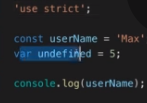 'use strict';
const userName = 'Max'
var undefined = 5;
console.log(userName);